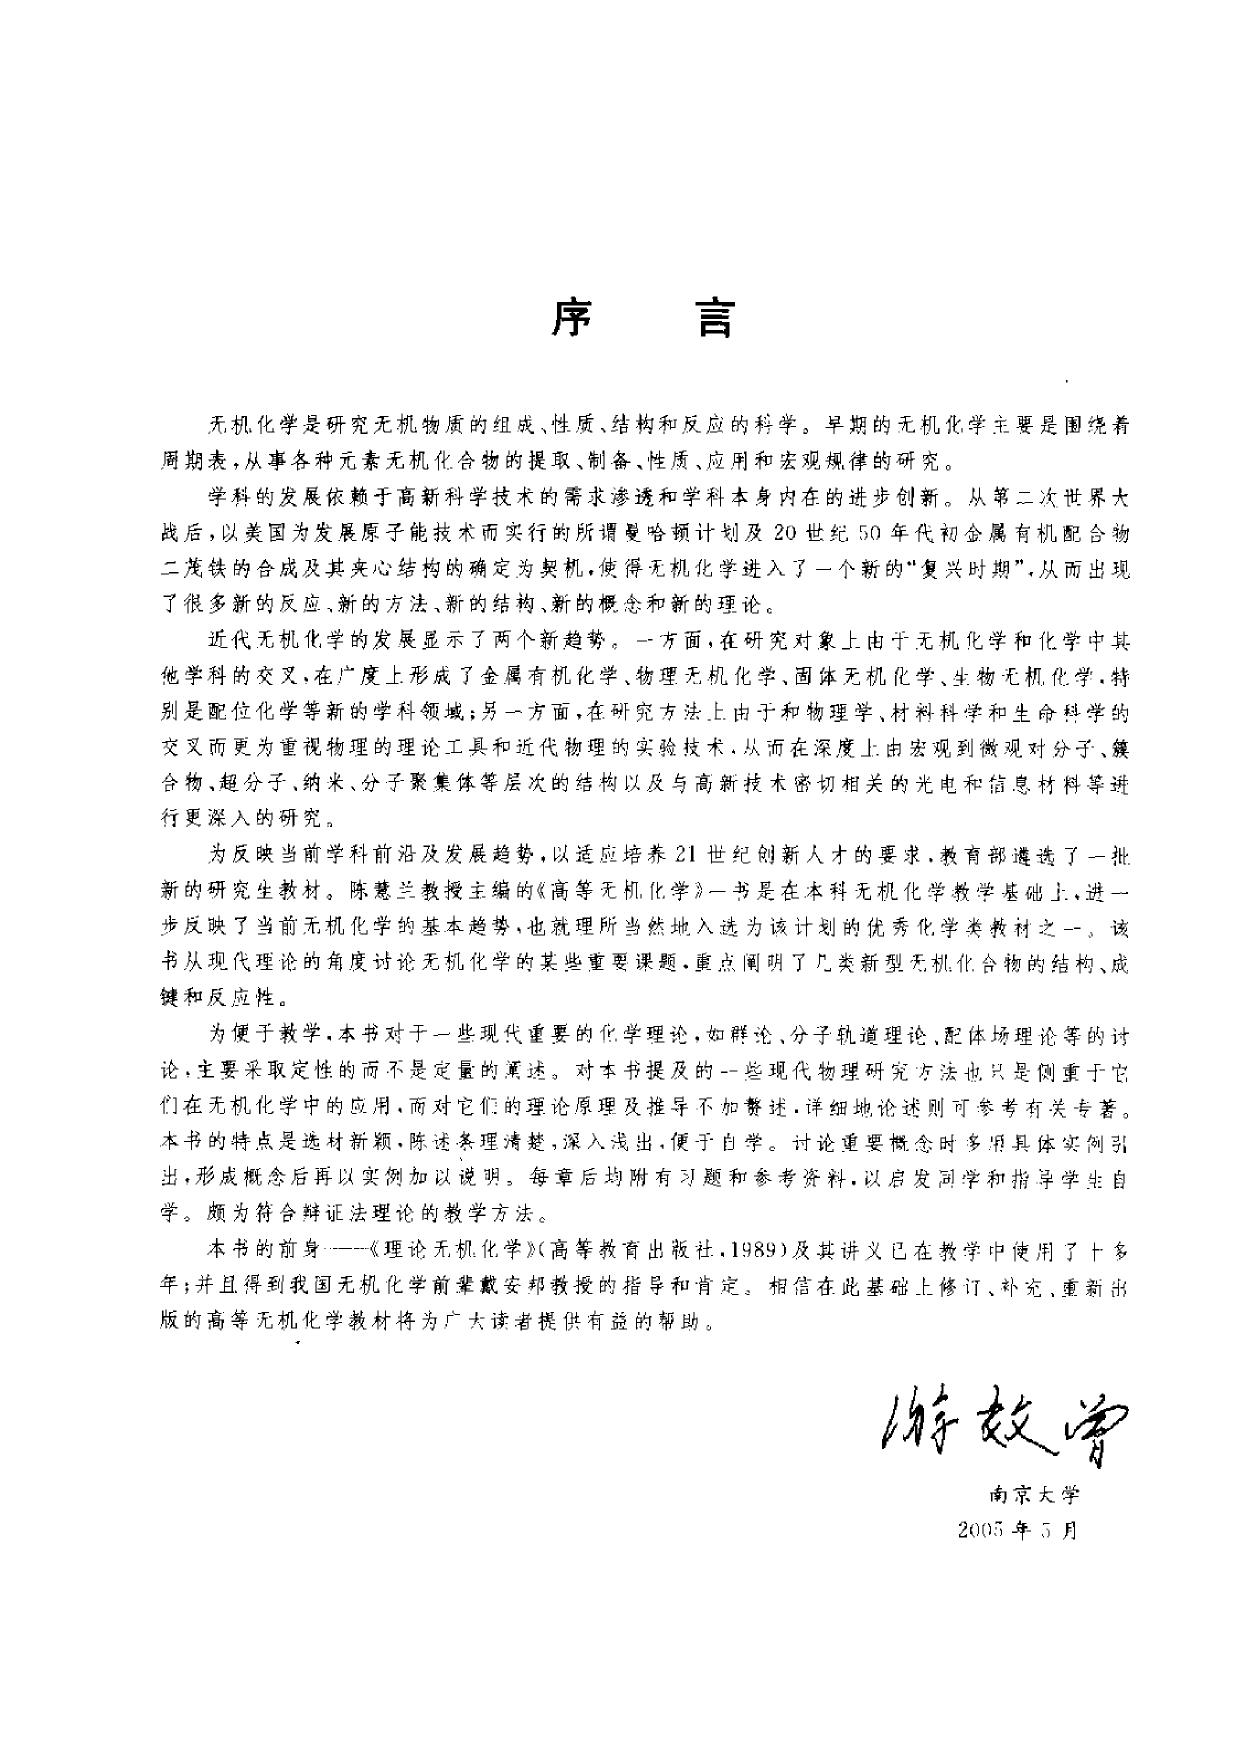 序 言
无机化学是研究无机物质的组成、性质、结构和反应的科学。早期的无机化学主要是围绕着
周期表,从事各种元素无机化合物的提取、制备、性质、应用和宏观规律的研究。
学科的发展依赖于高新科学技术的需求渗透和学科本身内在的进步创新。从第二次世界大
战后,以美国为发展原子能技术而实行的所谓曼哈顿计划及 20 世纪 50 年代初金属有机配合物
二茂铁的合成及其夹心结构的确定为契机,使得无机化学进入了一个新的“复兴时期”,从而出现
了很多新的反应、新的方法、新的结构、新的概念和新的理论。
近代无机化学的发展显示了两个新趋势。一方面,在研究对象上由于无机化学和化学中其
他学科的交叉,在广度上形成了金属有机化学、物理无机化学、固体无机化学、生物无机化学,特
别是配位化学等新的学科领域;另一方面,在研究方法上由于和物理学、材料科学和生命科学的
交叉而更为重视物理的理论工具和近代物理的实验技术,从而在深度上由宏观到微观对分子、簇
合物、超分子、纳米、分子聚集体等层次的结构以及与高新技术密切相关的光电和信息材料等进
行更深入的研究。
为反映当前学科前沿及发展趋势,以适应培养 21 世纪创新人才的要求,教育部遴选了一批
新的研究生教材。陈慧兰教授主编的《高等无机化学》一书是在本科无机化学教学基础上,进一
步反映了当前无机化学的基本趋势,也就理所当然地入选为该计划的优秀化学类教材之一。该
书从现代理论的角度讨论无机化学的某些重要课题,重点阐明了几类新型无机化合物的结构、成
键和反应性。
为便于教学,本书对于一些现代重要的化学理论,如群论、分子轨道理论、配体场理论等的讨
论,主要采取定性的而不是定量的阐述。对本书提及的一些现代物理研究方法也只是侧重于它
们在无机化学中的应用,而对它们的理论原理及推导不加赘述,详细地论述则可参考有关专著。
本书的特点是选材新颖,陈述条理清楚,深入浅出,便于自学。讨论重要概念时多用具体实例引
出,形成概念后再以实例加以说明。每章后均附有习题和参考资料,以启发同学和指导学生自
学。颇为符合辩证法理论的教学方法。
本书的前身——《理论无机化学》(高等教育出版社,1989)及其讲义已在教学中使用了十多
年;并且得到我国无机化学前辈戴安邦教授的指导和肯定。相信在此基础上修订、补充、重新出
版的高等无机化学教材将为广大读者提供有益的帮助。
游效曾
南京大学
2005 年 5 月